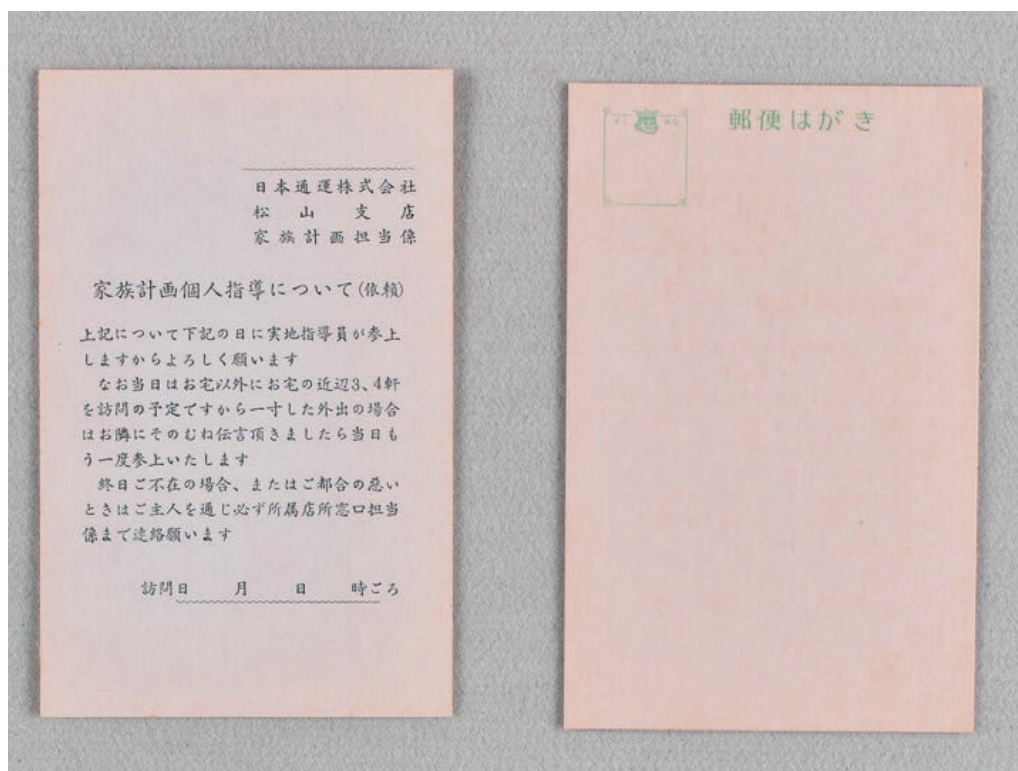 日本通運株式会社
松山支店
家族計画担当係
家族計画個人指導について(依頼)
上記について下記の日に実地指導員が参上
しますからよろしく願います
なお当日はお宅以外にお宅の近辺3、4軒
を訪問の予定ですから一寸した外出の場合
はお隣にそのむね伝言頂きましたら当日も
う一度参上いたします
終日ご不在の場合、またはご都合の悪い
ときはご主人を通じ必ず所属店所窓口担当
係まで連絡願います
訪問日 月 日 時ごろ
郵便はがき